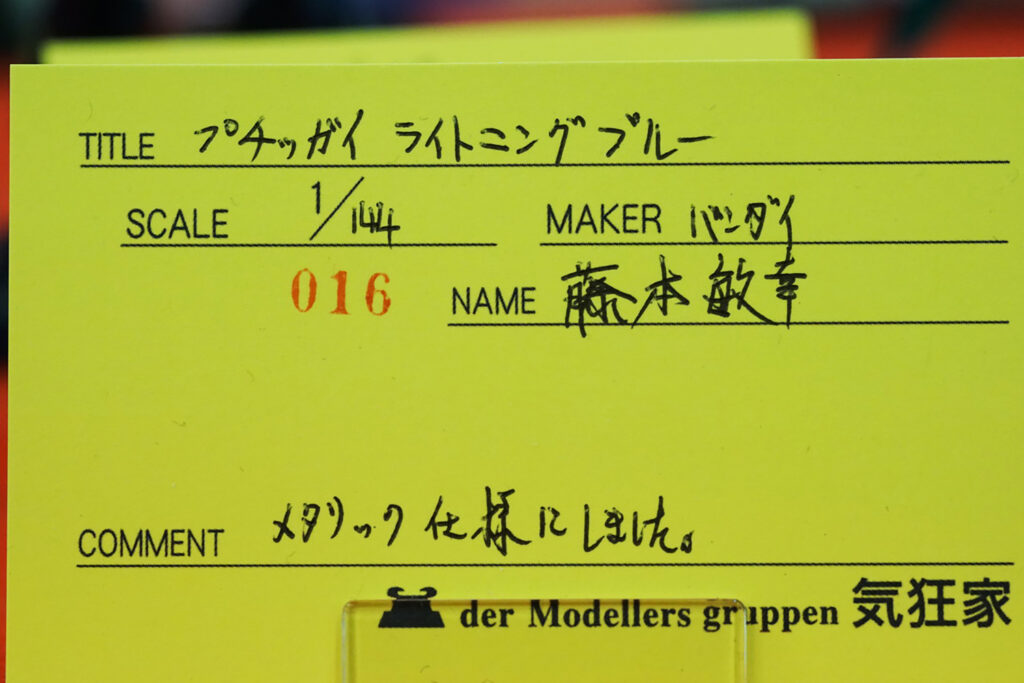 TITLE プチッガイ ライトニングブルー
SCALE 1/144 MAKER バンダイ
016 NAME 藤本敏幸
COMMENT メタリック仕様にしました。
der Modellers gruppen 気狂家